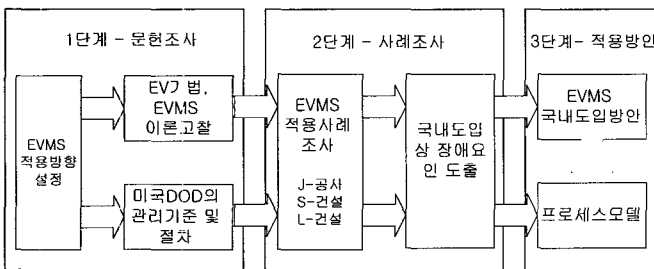 1단계 - 문헌조사
EVMS
적용방향
설정
EV기법,
EVMS
이론고찰
미국DOD의
관리기준 및
절차
2단계 - 사례조사
EVMS
적용사례
조사
J-공사
S-건설
L-건설
국내도입
상 장애요
인 도출
3단계- 적용방안
EVMS
국내도입방안
프로세스모델